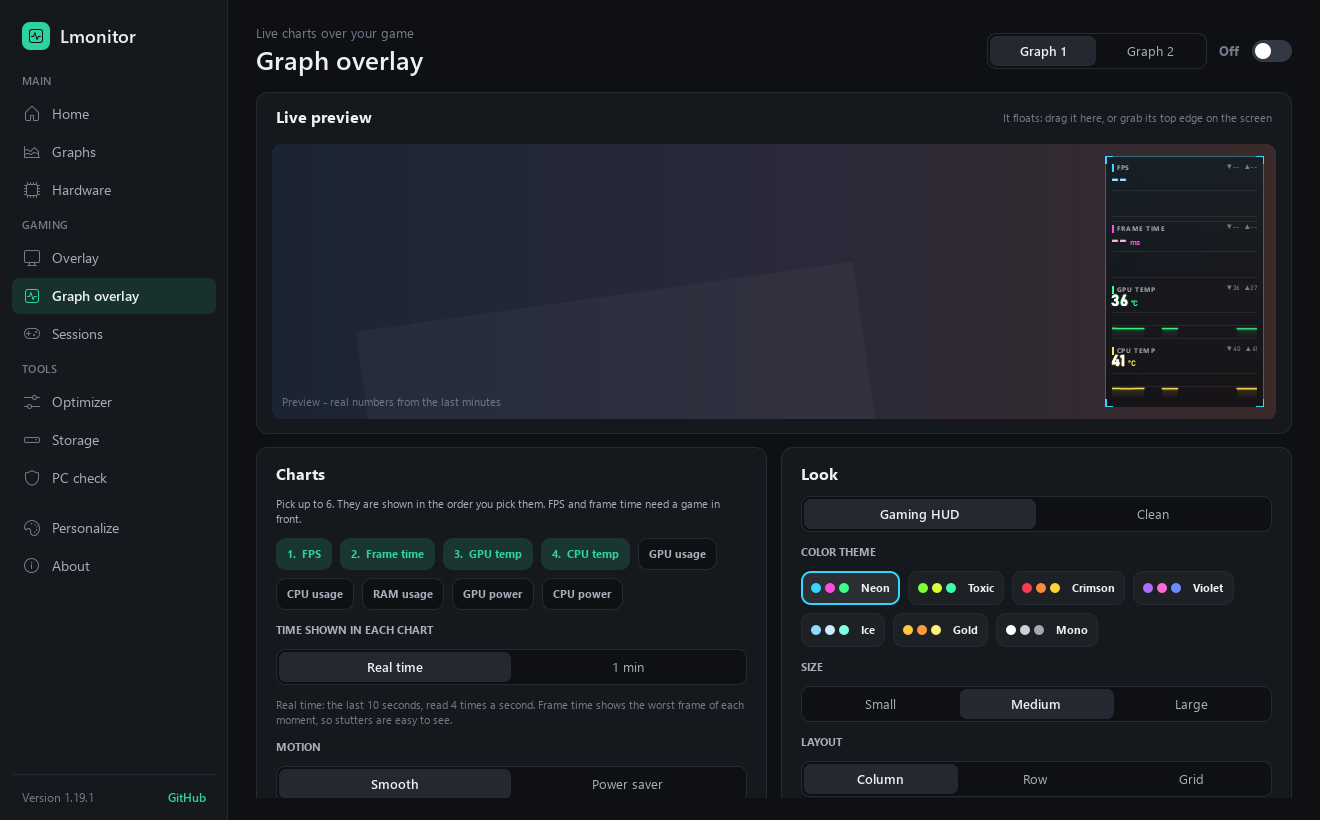 Lmonitor
MAIN
Home
Graphs
Hardware
GAMING
Overlay
Graph overlay
Sessions
TOOLS
Optimizer
Storage
PC check
Personalize
About
Version 1.19.1
GitHub
Live charts over your game
Graph overlay
Graph 1
Graph 2
Off
Live preview
It floats: drag it here, or grab its top edge on the screen
FPS
▼-- ▲--
--
FRAME TIME
▼-- ▲--
-- ms
GPU TEMP
▼36 ▲37
36 °C
CPU TEMP
▼40 ▲41
41 °C
Preview - real numbers from the last minutes
Charts
Pick up to 6. They are shown in the order you pick them. FPS and frame time need a game in
front.
1. FPS
2. Frame time
3. GPU temp
4. CPU temp
GPU usage
CPU usage
RAM usage
GPU power
CPU power
TIME SHOWN IN EACH CHART
Real time
1 min
Real time: the last 10 seconds, read 4 times a second. Frame time shows the worst frame of each
moment, so stutters are easy to see.
MOTION
Smooth
Power saver
Look
Gaming HUD
Clean
COLOR THEME
Neon
Toxic
Crimson
Violet
Ice
Gold
Mono
SIZE
Small
Medium
Large
LAYOUT
Column
Row
Grid